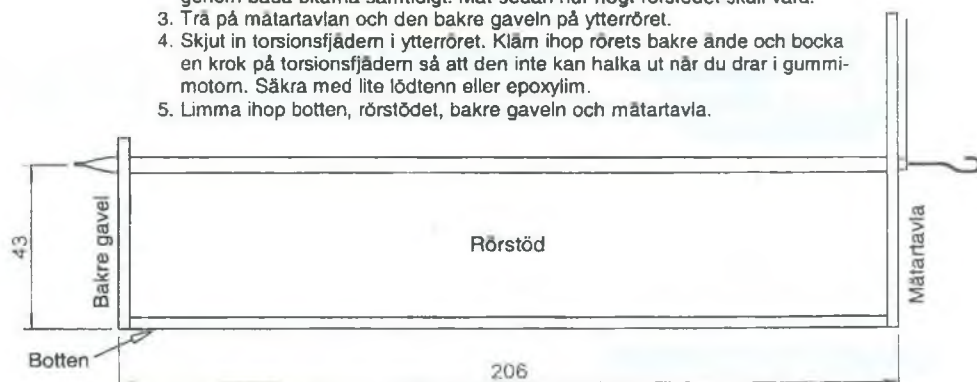 3. Trä på mätartavlan och den bakre gaveln på ytterröret.
4. Skjut in torsionsfjädern i ytterröret. Kläm ihop rörets bakre ände och bocka
en krok på torsionsfjädern så att den inte kan halka ut när du drar i gummi-
motorn. Säkra med lite lödtenn eller epoxylim.
5. Limma ihop botten, rörstödet, bakre gaveln och mätartavla.
43
Bakre gavel
Rörstöd
Mätartavla
Botten
206